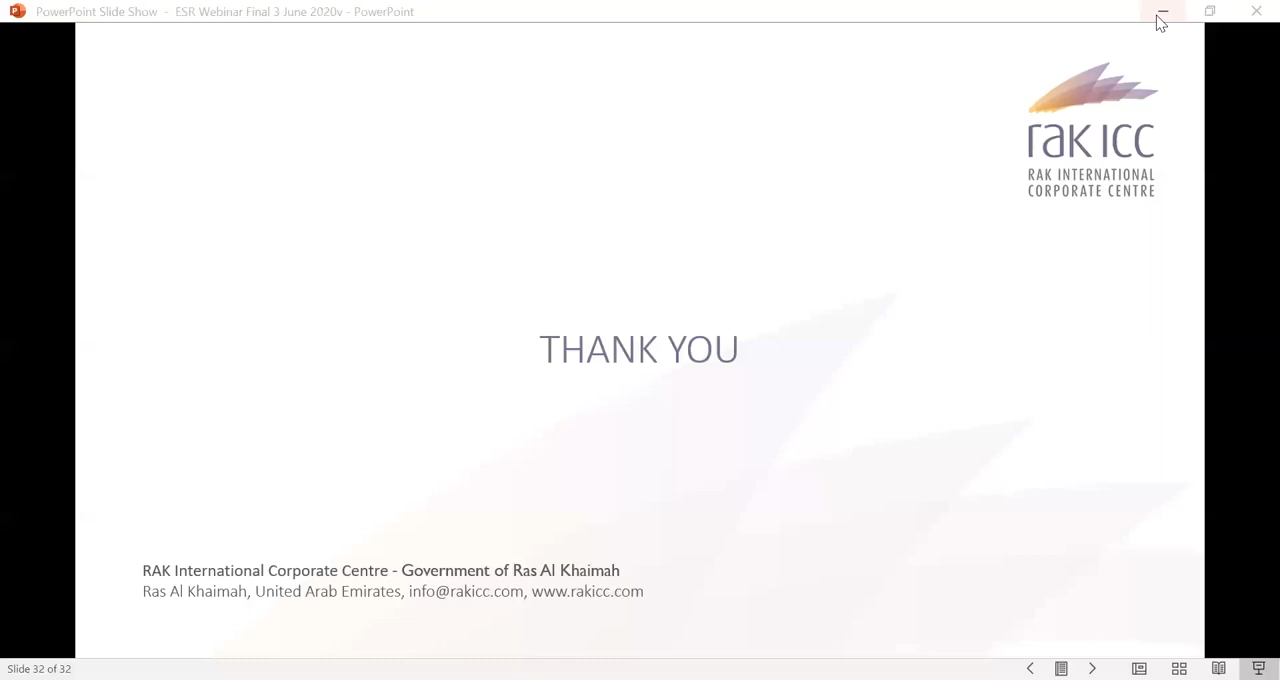 PowerPoint Slide Show - ESR Webinar Final 3 June 2020v - PowerPoint
rak icc
RAK INTERNATIONAL
CORPORATE CENTRE
THANK YOU
RAK International Corporate Centre - Government of Ras Al Khaimah
Ras Al Khaimah, United Arab Emirates, info@rakicc.com, www.rakicc.com
Slide 32 of 32